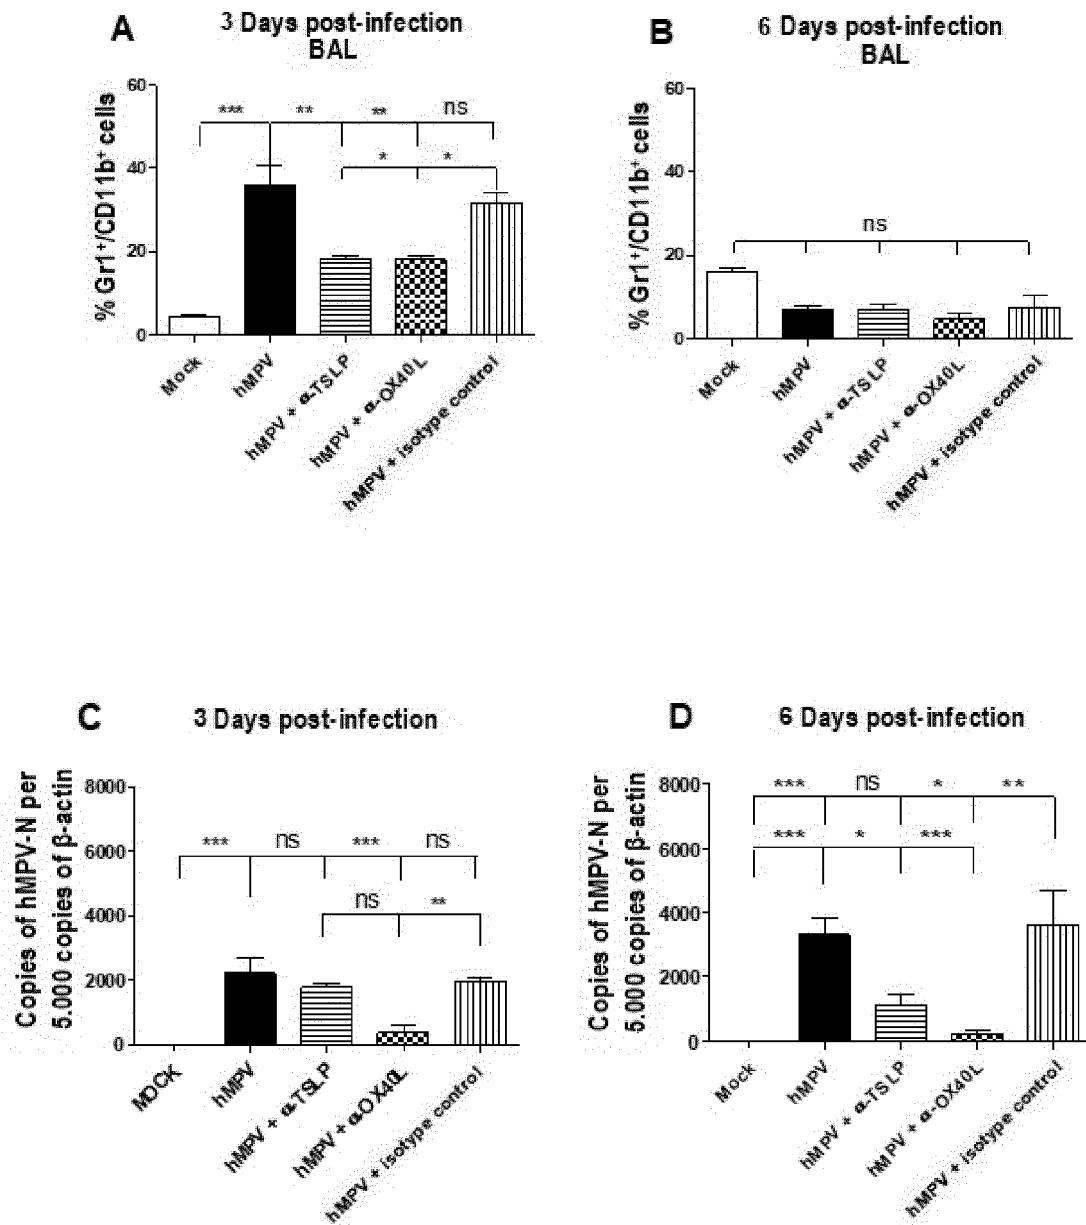 A
3 Days post-infection
BAL
% Gr1⁺/CD11b⁺ cells
60
40
20
0
*** ** ** ns
* *
Mock
hMPV
hMPV + α-TSLP
hMPV + α-OX40L
hMPV + isotype control
B
6 Days post-infection
BAL
% Gr1⁺/CD11b⁺ cells
60
40
20
0
ns
Mock
hMPV
hMPV + α-TSLP
hMPV + α-OX40L
hMPV + isotype control
C
3 Days post-infection
Copies of hMPV-N per
5.000 copies of β-actin
8000
6000
4000
2000
0
*** ns *** ns
ns **
MOCK
hMPV
hMPV + α-TSLP
hMPV + α-OX40L
hMPV + isotype control
D
6 Days post-infection
Copies of hMPV-N per
5.000 copies of β-actin
8000
6000
4000
2000
0
*** ns * **
*** * ***
Mock
hMPV
hMPV + α-TSLP
hMPV + α-OX40L
hMPV + isotype control